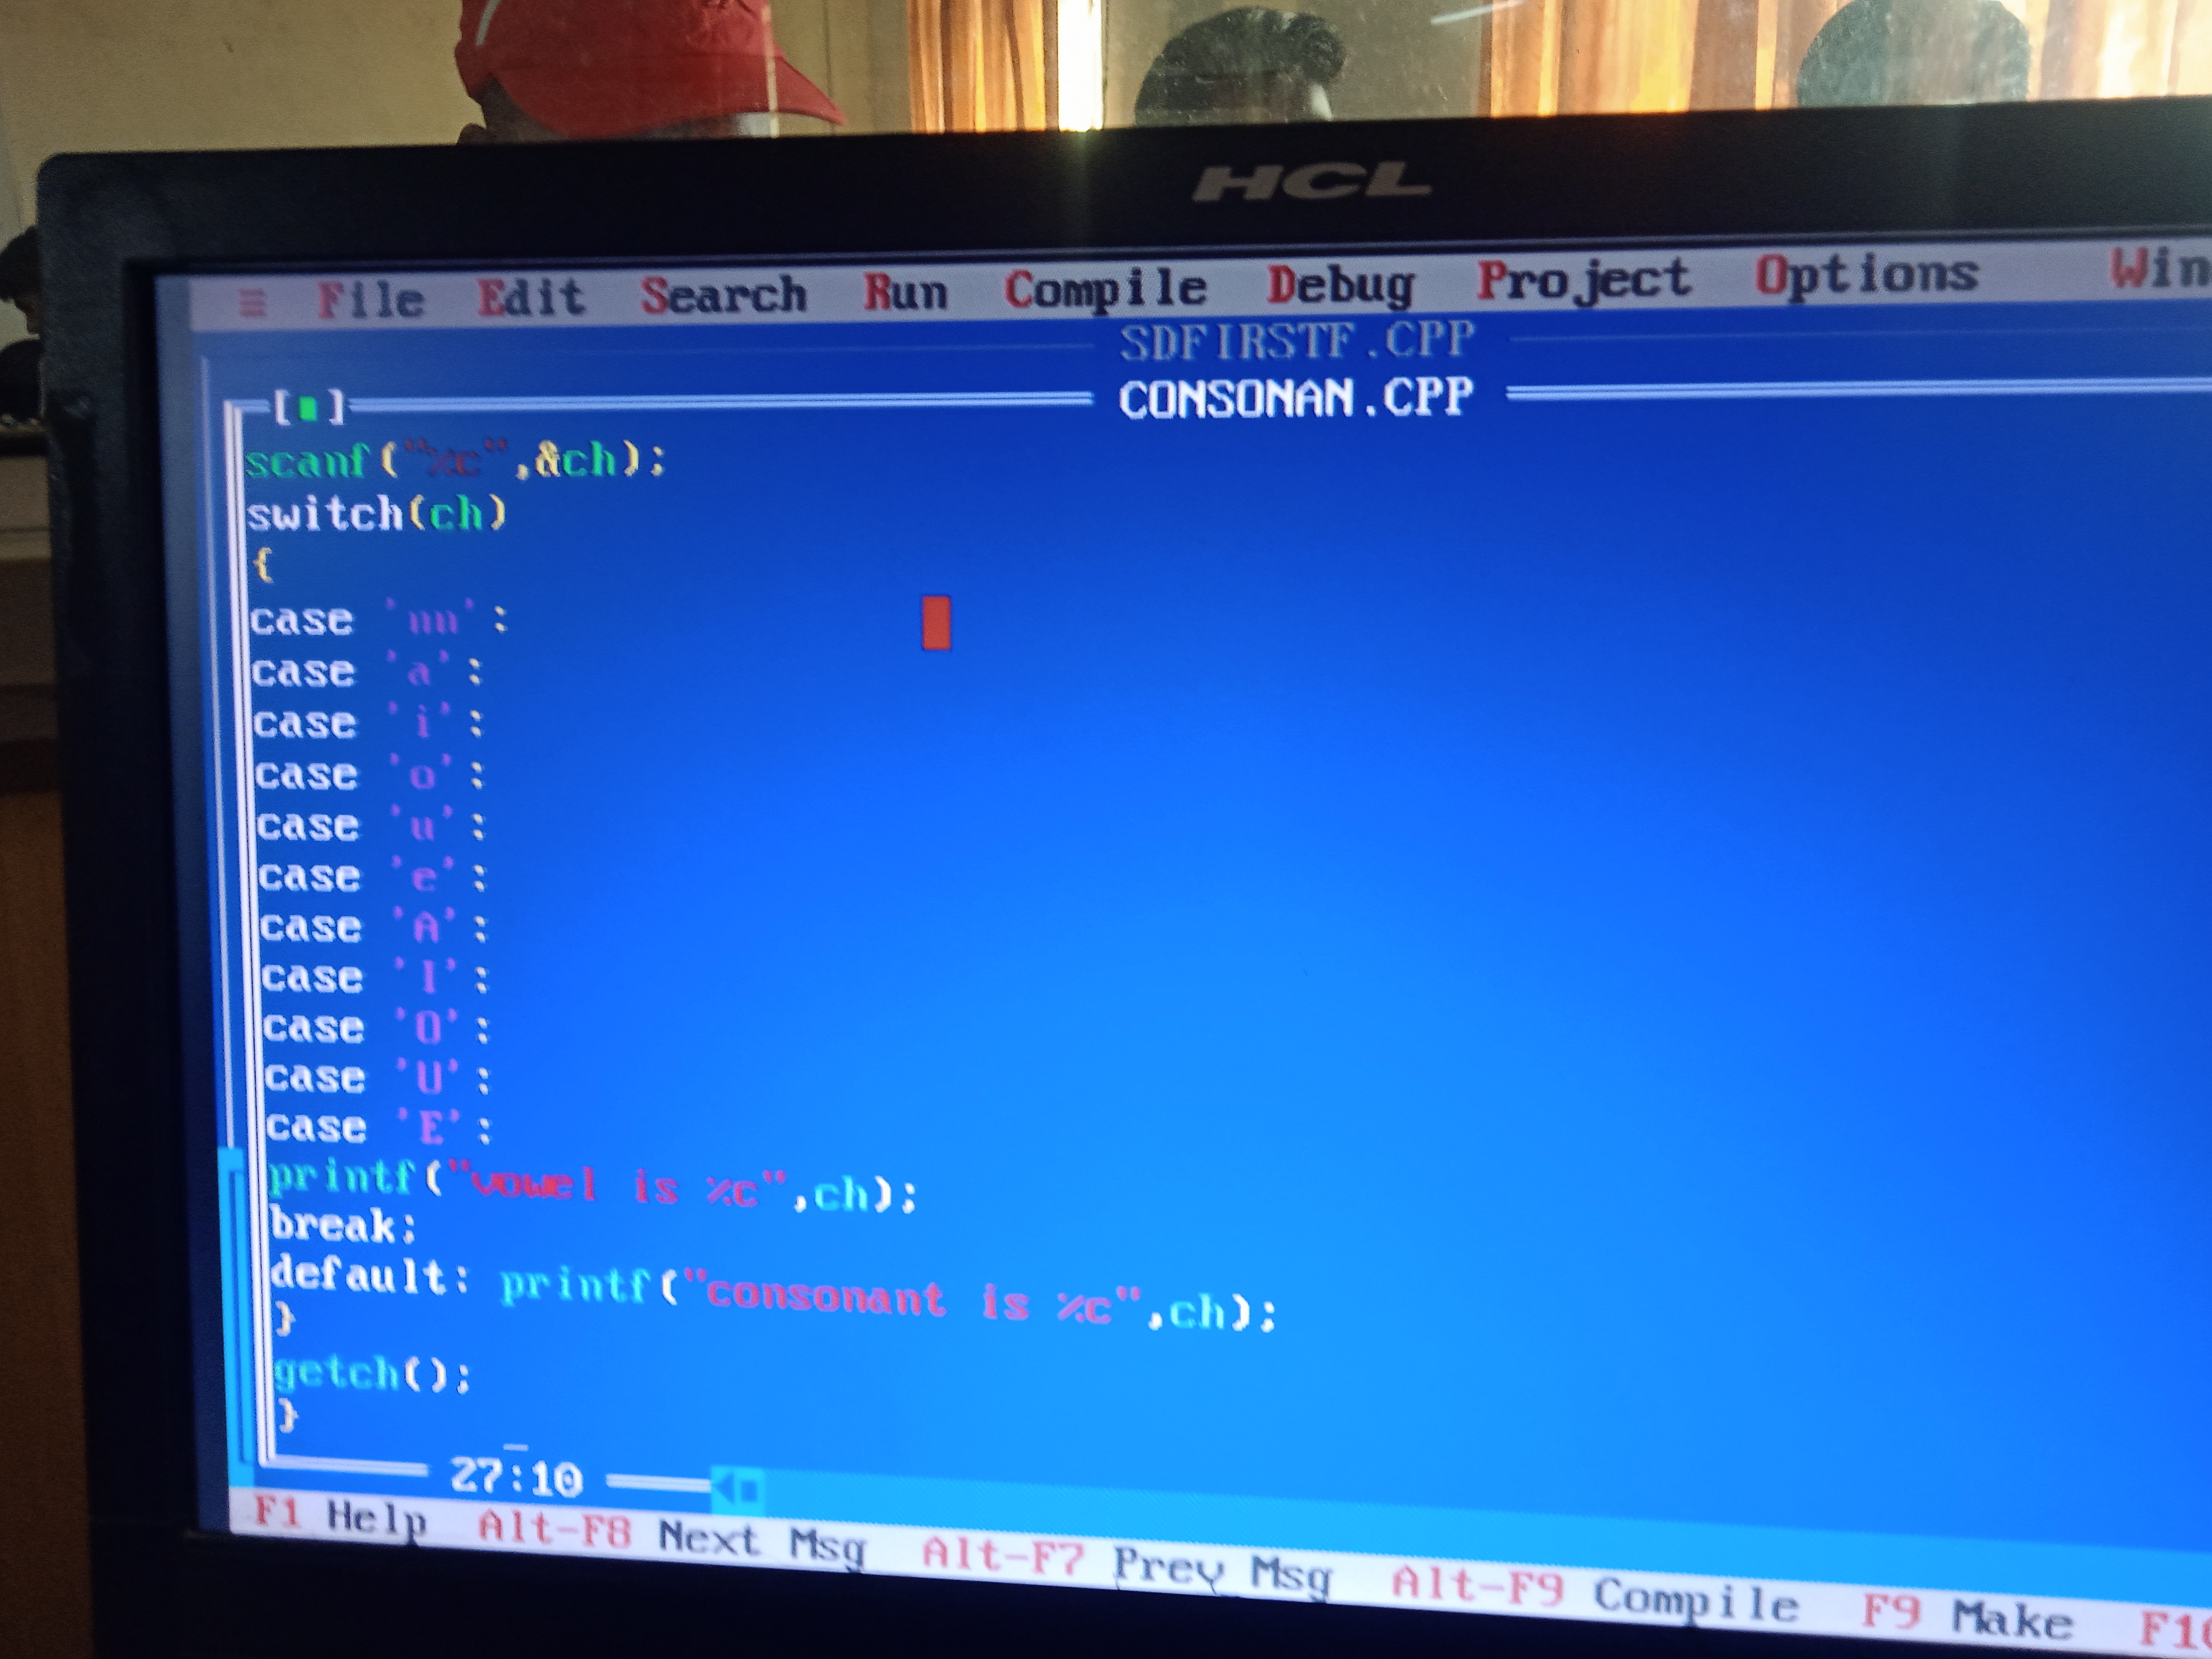 HCL
≡ File Edit Search Run Compile Debug Project Options Win
SDFIRSTF.CPP
[■] CONSONAN.CPP
scanf("%c",&ch);
switch(ch)
{
case 'nn':
case 'a':
case 'i':
case 'o':
case 'u':
case 'e':
case 'A':
case 'I':
case 'O':
case 'U':
case 'E':
printf("vowel is %c",ch);
break;
default: printf("consonant is %c",ch);
}
getch();
}
27:10
F1 Help Alt-F8 Next Msg Alt-F7 Prev Msg Alt-F9 Compile F9 Make F10